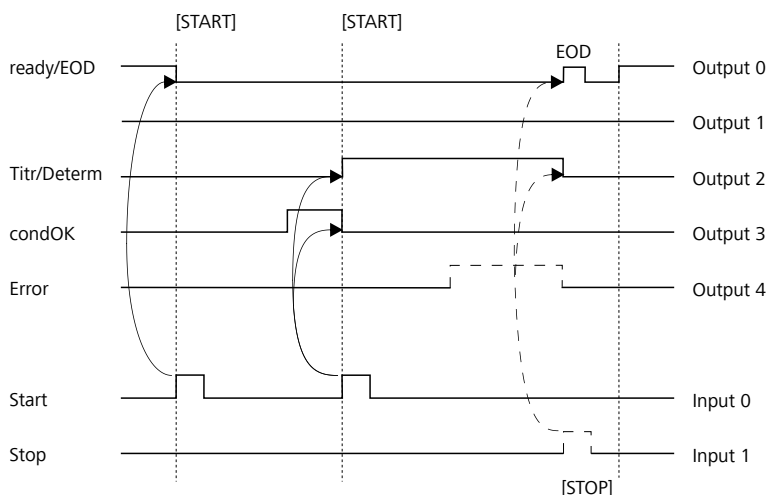 [START] [START]
EOD
ready/EOD Output 0
Output 1
Titr/Determ Output 2
condOK Output 3
Error Output 4
Start Input 0
Stop Input 1
[STOP]